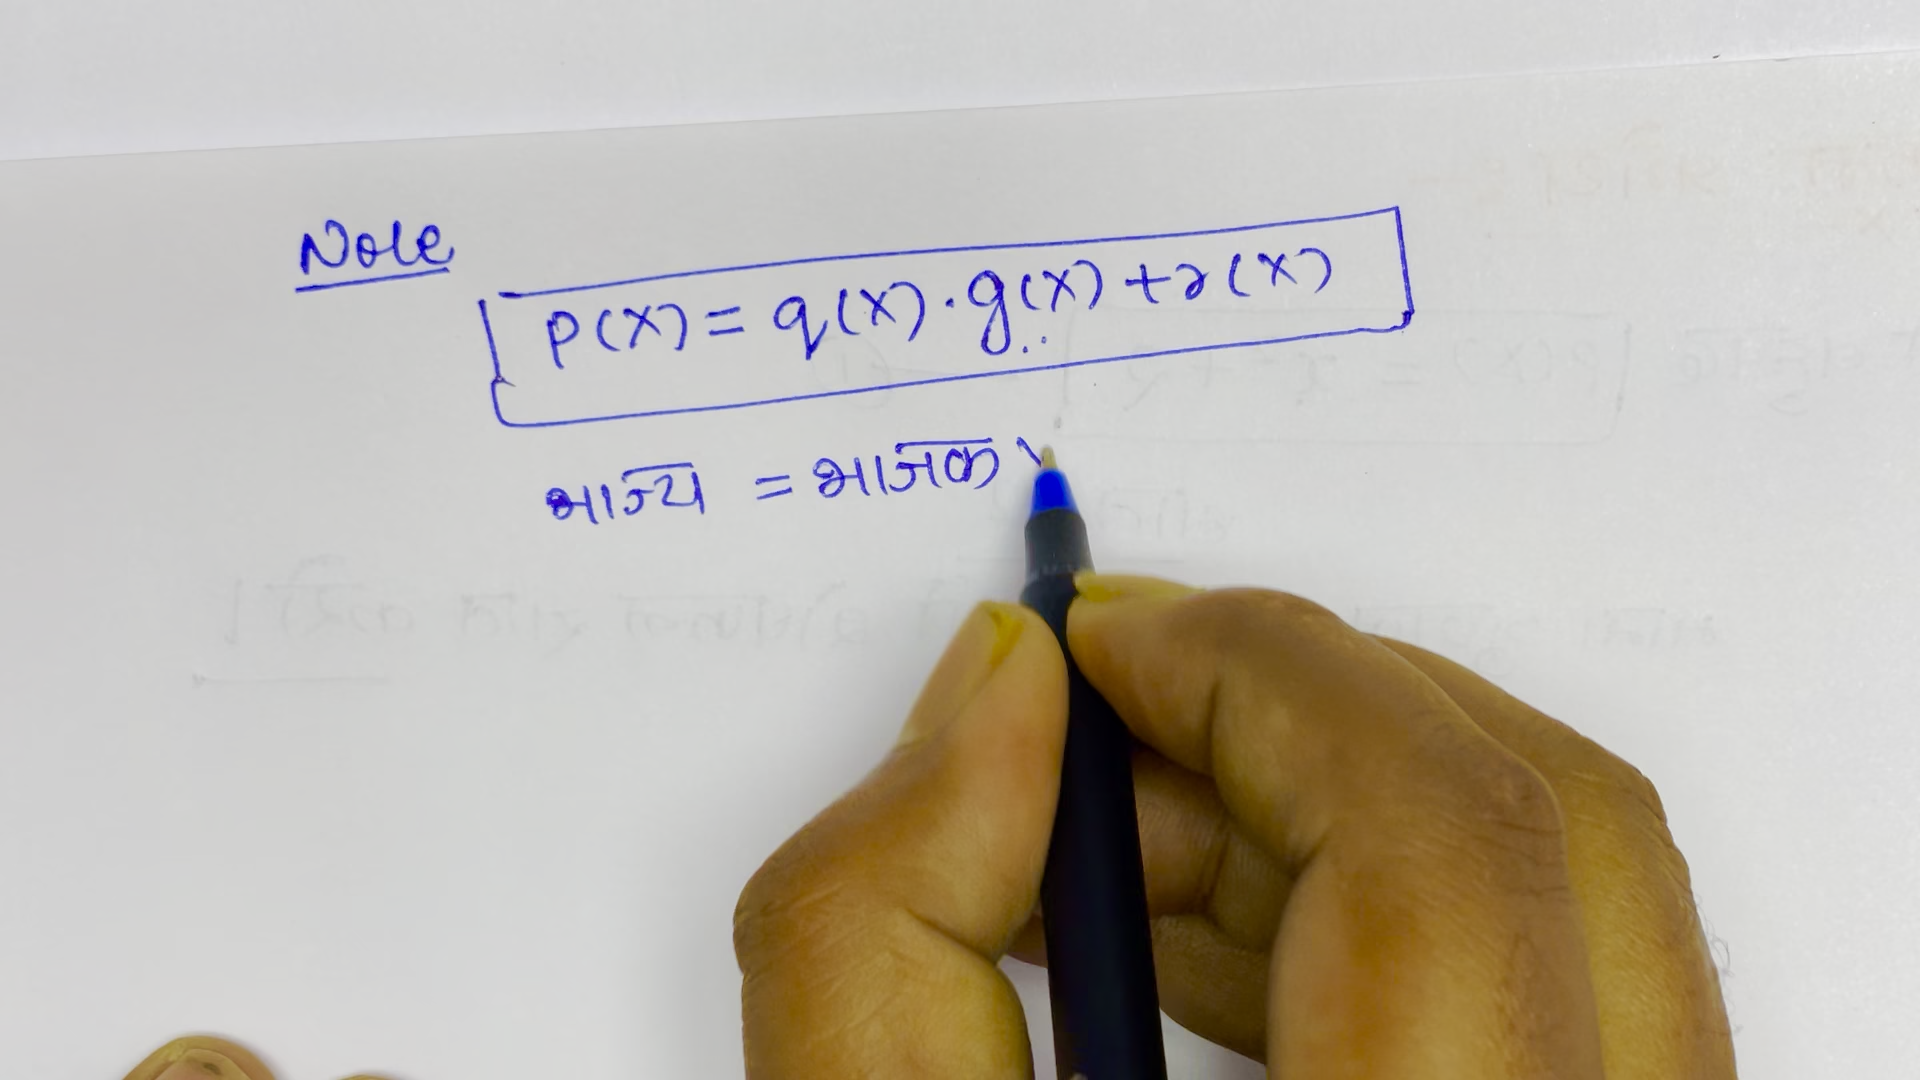 Note
P(X) = q(X) · g(X) + r(X)
भाज्य = भाजक